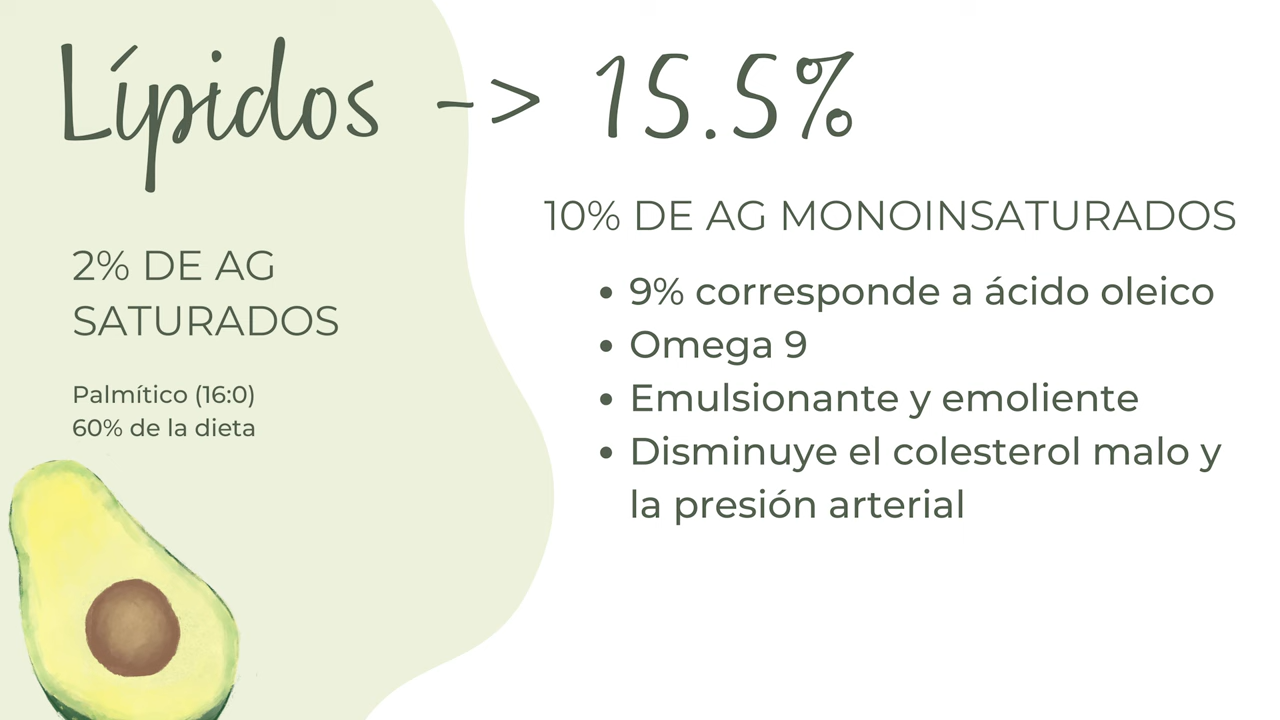 Lípidos -> 15.5%
2% DE AG
SATURADOS
Palmítico (16:0)
60% de la dieta
10% DE AG MONOINSATURADOS
• 9% corresponde a ácido oleico
• Omega 9
• Emulsionante y emoliente
• Disminuye el colesterol malo y
la presión arterial